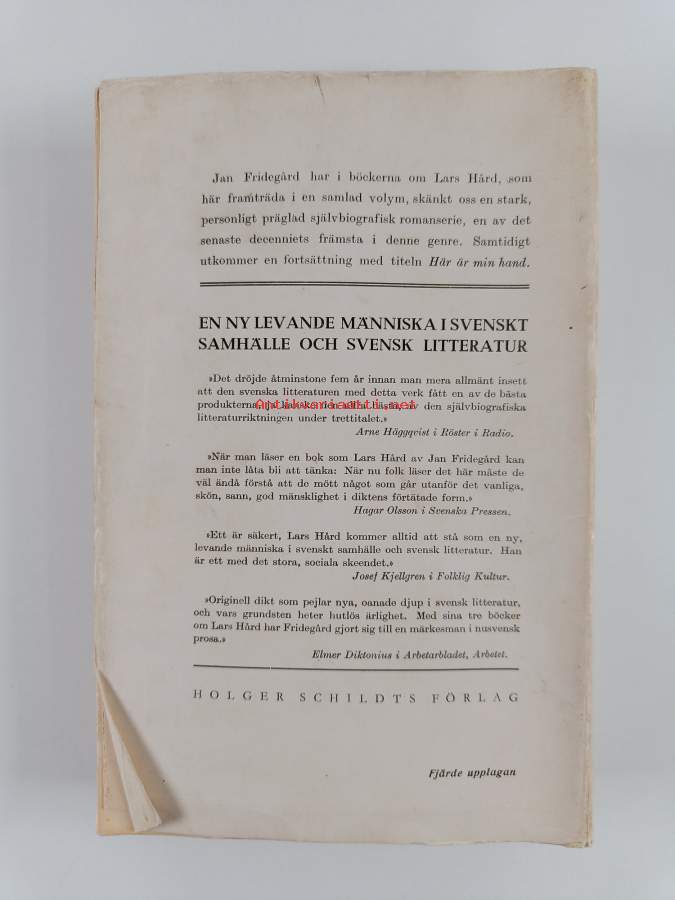 Jan Fridegård har i böckerna om Lars Hård, som
här framträda i en samlad volym, skänkt oss en stark,
personligt präglad självbiografisk romanserie, en av det
senaste decenniets främsta i denne genre. Samtidigt
utkommer en fortsättning med titeln Här är min hand.
EN NY LEVANDE MÄNNISKA I SVENSKT
SAMHÄLLE OCH SVENSK LITTERATUR
»Det dröjde åtminstone fem år innan man mera allmänt insett
att den svenska litteraturen med detta verk fått en av de bästa
produkterna av den självbiografiska
Antikvariaatti.net
litteraturriktningen under trettitalet.»
Arne Häggqvist i Röster i Radio.
»När man läser en bok som Lars Hård av Jan Fridegård kan
man inte låta bli att tänka: När nu folk läser det här måste de
väl ändå förstå att de mött något som går utanför det vanliga,
skön, sann, god mänsklighet i diktens förtätade form.»
Hagar Olsson i Svenska Pressen.
»Ett är säkert, Lars Hård kommer alltid att stå som en ny,
levande människa i svenskt samhälle och svensk litteratur. Han
är ett med det stora, sociala skeendet.»
Josef Kjellgren i Folklig Kultur.
»Originell dikt som pejlar nya, oanade djup i svensk litteratur,
och vars grundsten heter hutlös ärlighet. Med sina tre böcker
om Lars Hård har Fridegård gjort sig till en märkesman i nusvensk
prosa.»
Elmer Diktonius i Arbetarbladet, Arbetet.
HOLGER SCHILDTS FÖRLAG
Fjärde upplagan